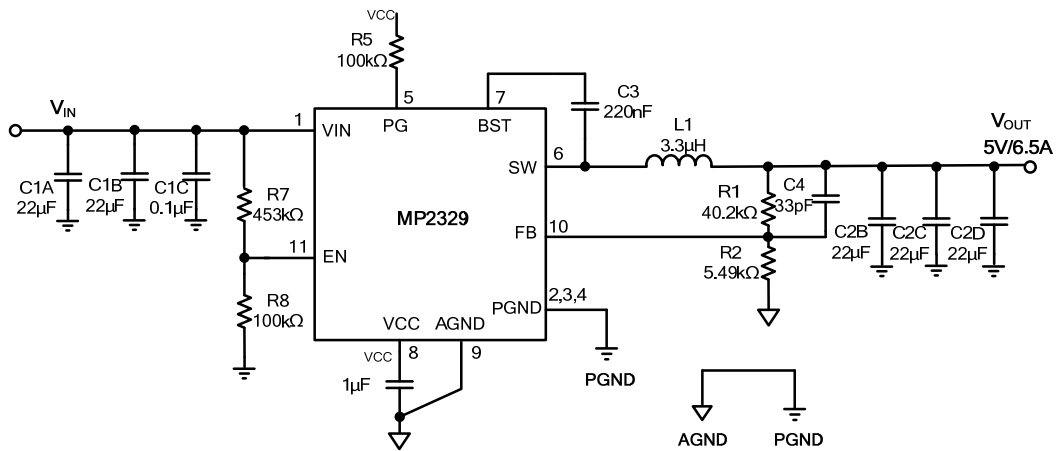 VCC
R5
100kΩ
5
7
C3
220nF
VIN
1
VIN
PG
BST
L1
3.3µH
VOUT
5V/6.5A
6
SW
C1A
22µF
C1B
22µF
C1C
0.1µF
R7
453kΩ
MP2329
R1
40.2kΩ
C4
33pF
FB
10
C2B
22µF
C2C
22µF
C2D
22µF
11
EN
R2
5.49kΩ
R8
100kΩ
2,3,4
PGND
VCC
AGND
VCC
8
9
1µF
PGND
AGND
PGND